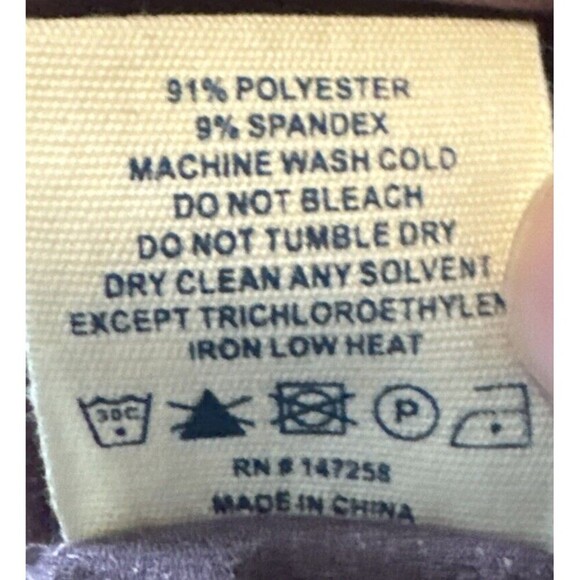 91% POLYESTER
9% SPANDEX
MACHINE WASH COLD
DO NOT BLEACH
DO NOT TUMBLE DRY
DRY CLEAN ANY SOLVENT
EXCEPT TRICHLOROETHYLEN
IRON LOW HEAT
30C P
RN # 147258
MADE IN CHINA